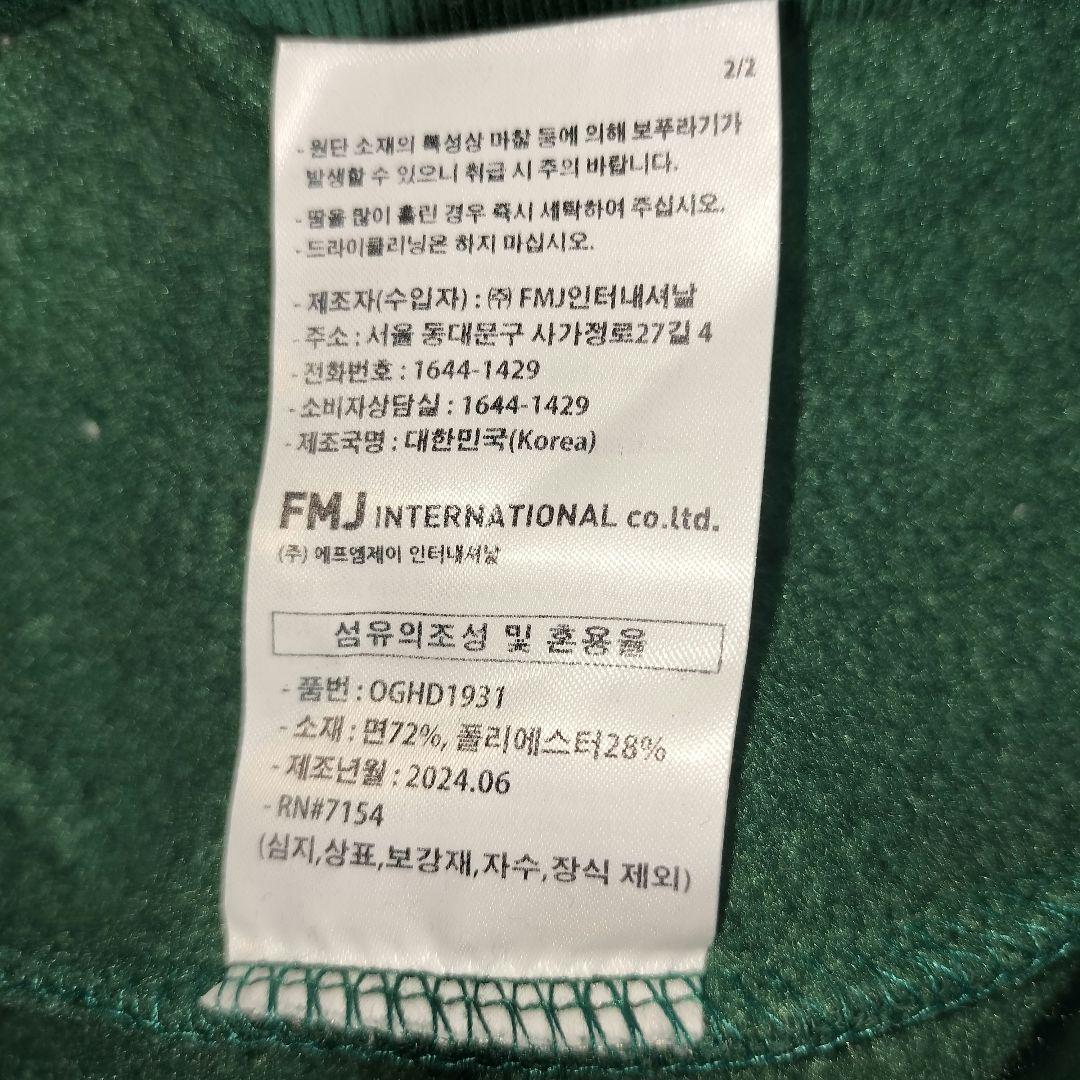 2/2
- 원단 소재의 특성상 마찰 등에 의해 보푸라기가
발생할 수 있으니 취급 시 주의 바랍니다.
- 땀을 많이 흘린 경우 즉시 세탁하여 주십시오.
- 드라이클리닝은 하지 마십시오.
- 제조자(수입자) : ㈜ FMJ인터내셔날
- 주소 : 서울 동대문구 사가정로27길 4
- 전화번호 : 1644-1429
- 소비자상담실 : 1644-1429
- 제조국명 : 대한민국(Korea)
FMJ INTERNATIONAL co.ltd.
(주) 에프엠제이 인터내셔날
섬유의조성 및 혼용율
- 품번 : OGHD1931
- 소재 : 면72%, 폴리에스터28%
- 제조년월 : 2024.06
- RN#7154
(심지,상표,보강재,자수,장식 제외)